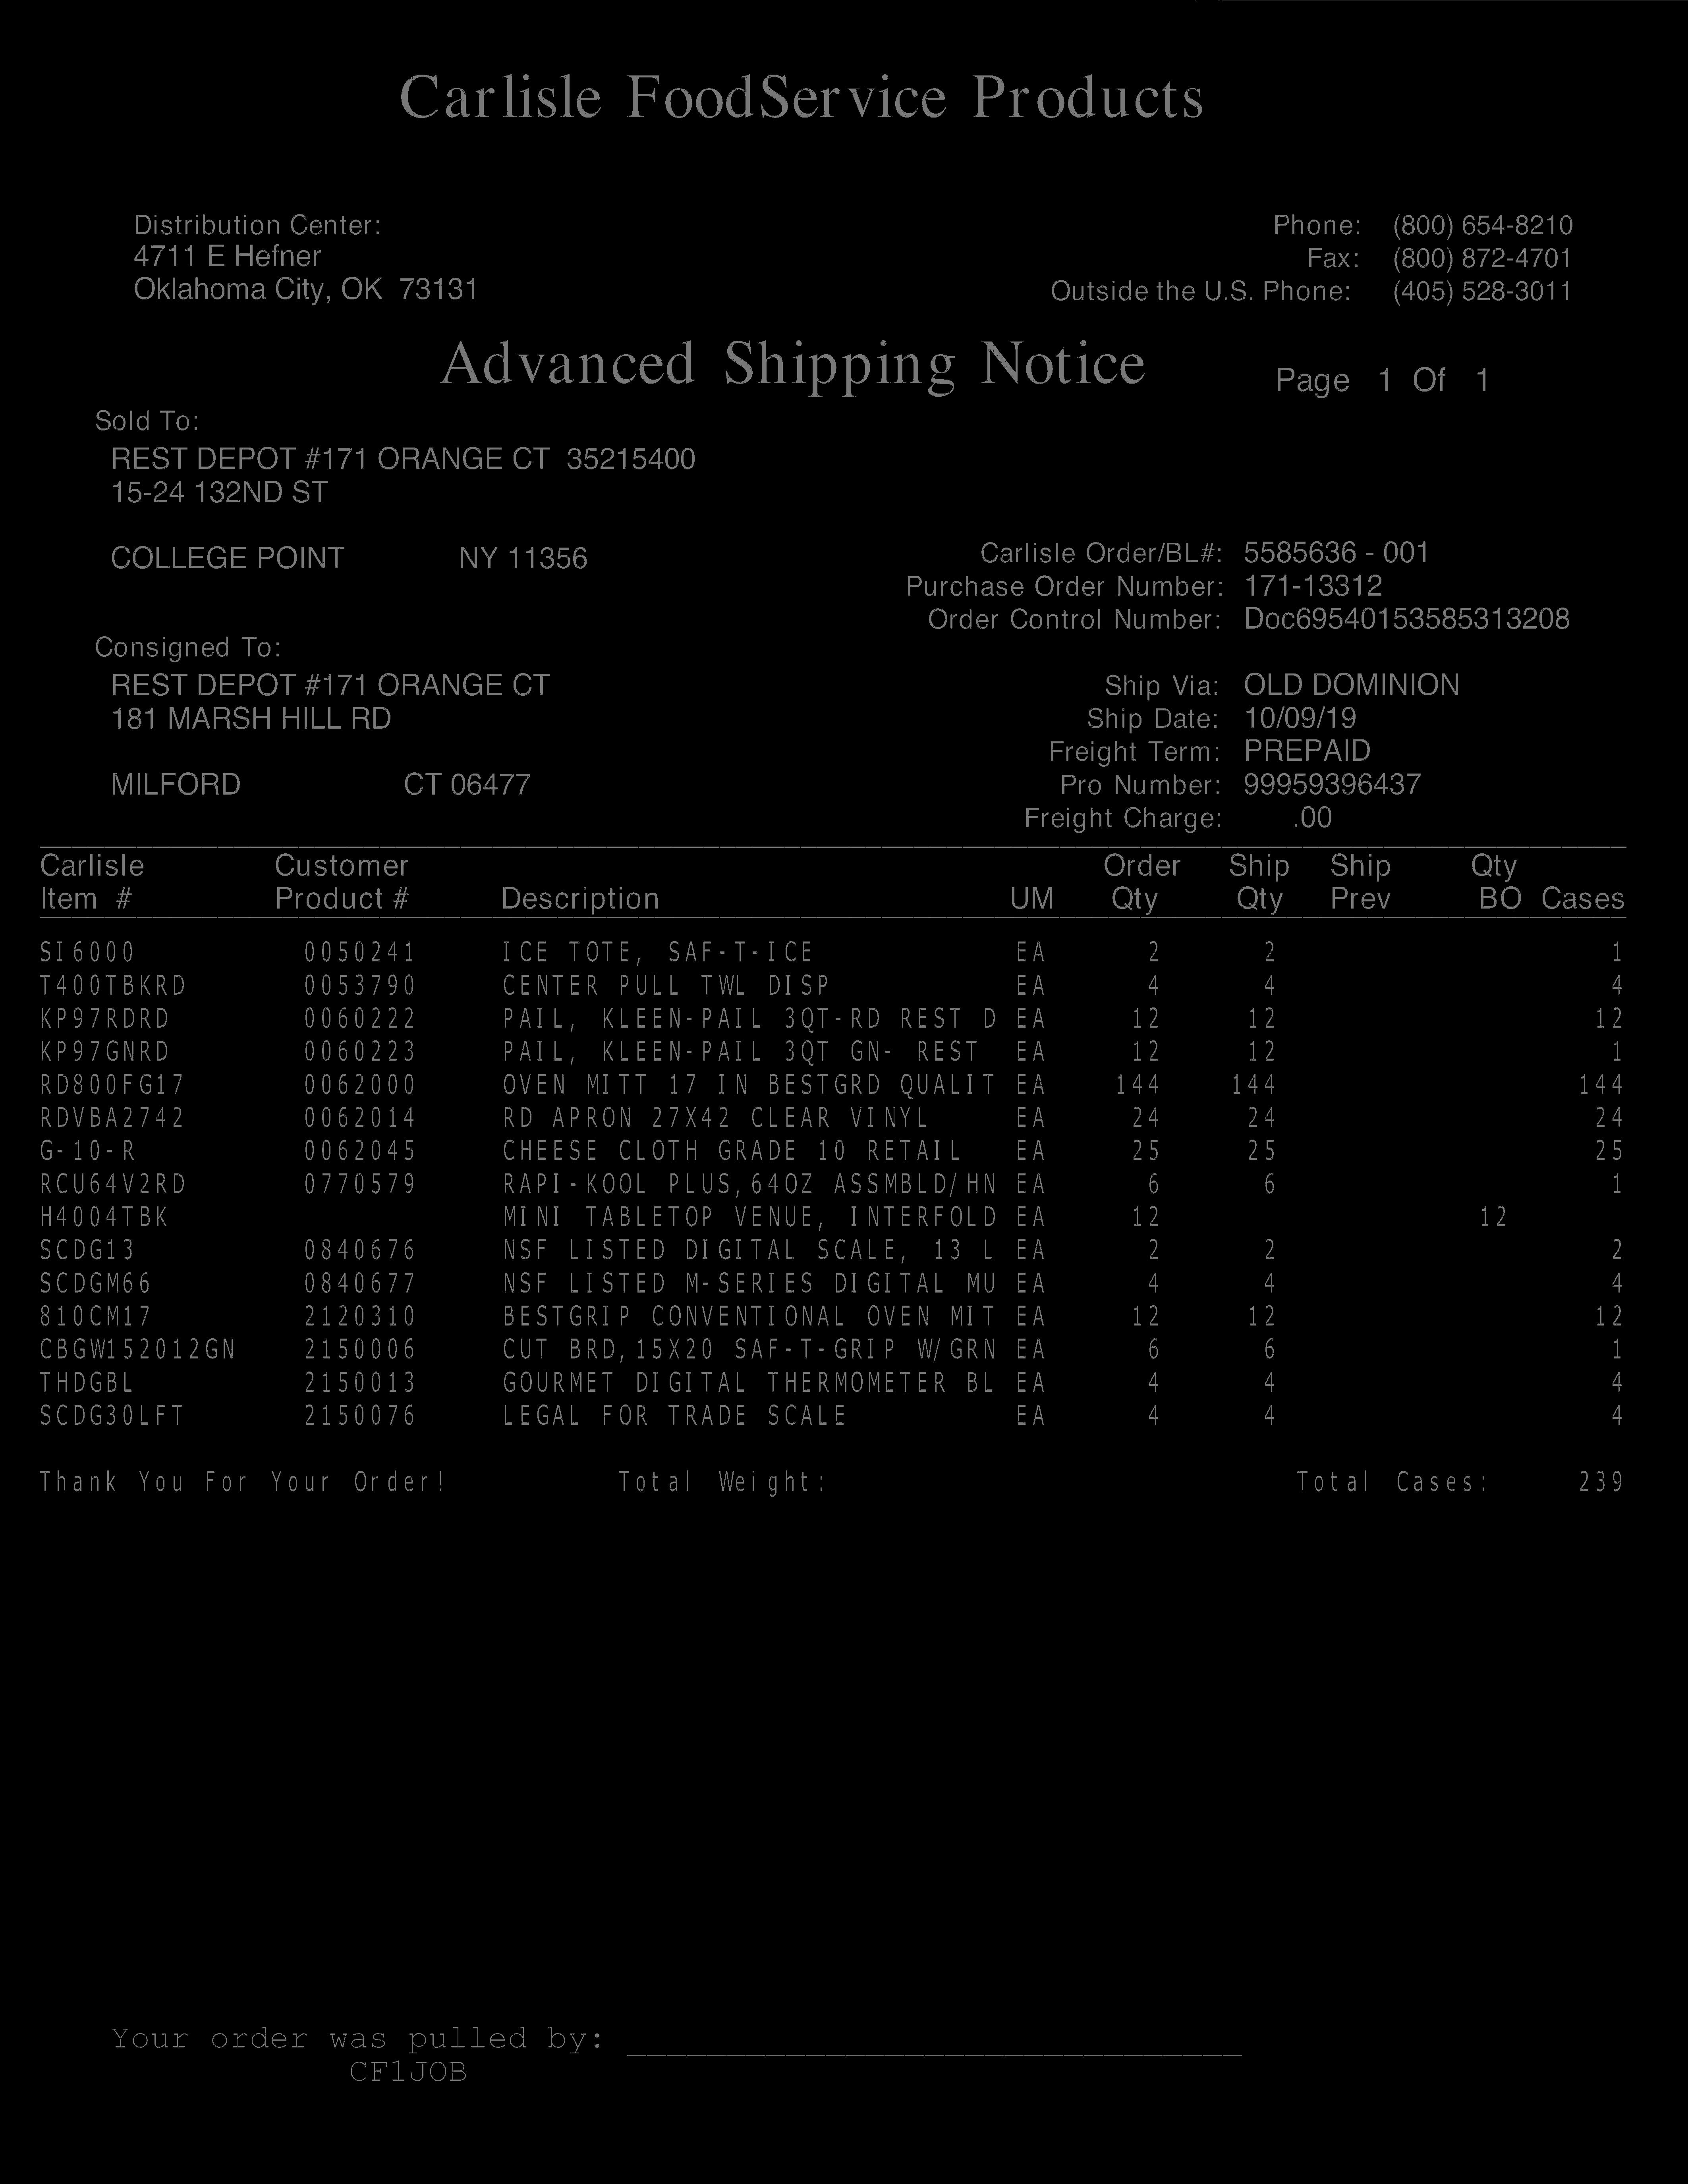 Carlisle FoodService Products
Distribution Center:
4711 E Hefner
Oklahoma City, OK 73131
Phone: (800) 654-8210
Fax: (800) 872-4701
Outside the U.S. Phone: (405) 528-3011
Advanced Shipping Notice Page 1 Of 1
Sold To:
REST DEPOT #171 ORANGE CT 35215400
15-24 132ND ST
COLLEGE POINT NY 11356
Carlisle Order/BL#: 5585636 - 001
Purchase Order Number: 171-13312
Order Control Number: Doc69540153585313208
Consigned To:
REST DEPOT #171 ORANGE CT
181 MARSH HILL RD
MILFORD CT 06477
Ship Via: OLD DOMINION
Ship Date: 10/09/19
Freight Term: PREPAID
Pro Number: 99959396437
Freight Charge: .00
Carlisle Customer Order Ship Ship Qty
Item # Product # Description UM Qty Qty Prev BO Cases
SI6000 0050241 ICE TOTE, SAF-T-ICE EA 2 2 1
T400TBKRD 0053790 CENTER PULL TWL DISP EA 4 4 4
KP97RDRD 0060222 PAIL, KLEEN-PAIL 3QT-RD REST D EA 12 12 12
KP97GNRD 0060223 PAIL, KLEEN-PAIL 3QT GN- REST EA 12 12 1
RD800FG17 0062000 OVEN MITT 17 IN BESTGRD QUALIT EA 144 144 144
RDVBA2742 0062014 RD APRON 27X42 CLEAR VINYL EA 24 24 24
G-10-R 0062045 CHEESE CLOTH GRADE 10 RETAIL EA 25 25 25
RCU64V2RD 0770579 RAPI-KOOL PLUS,64OZ ASSMBLD/HN EA 6 6 1
H4004TBK MINI TABLETOP VENUE, INTERFOLD EA 12 12
SCDG13 0840676 NSF LISTED DIGITAL SCALE, 13 L EA 2 2 2
SCDGM66 0840677 NSF LISTED M-SERIES DIGITAL MU EA 4 4 4
810CM17 2120310 BESTGRIP CONVENTIONAL OVEN MIT EA 12 12 12
CBGW152012GN 2150006 CUT BRD,15X20 SAF-T-GRIP W/GRN EA 6 6 1
THDGBL 2150013 GOURMET DIGITAL THERMOMETER BL EA 4 4 4
SCDG30LFT 2150076 LEGAL FOR TRADE SCALE EA 4 4 4
Thank You For Your Order! Total Weight: Total Cases: 239
Your order was pulled by:
CF1JOB